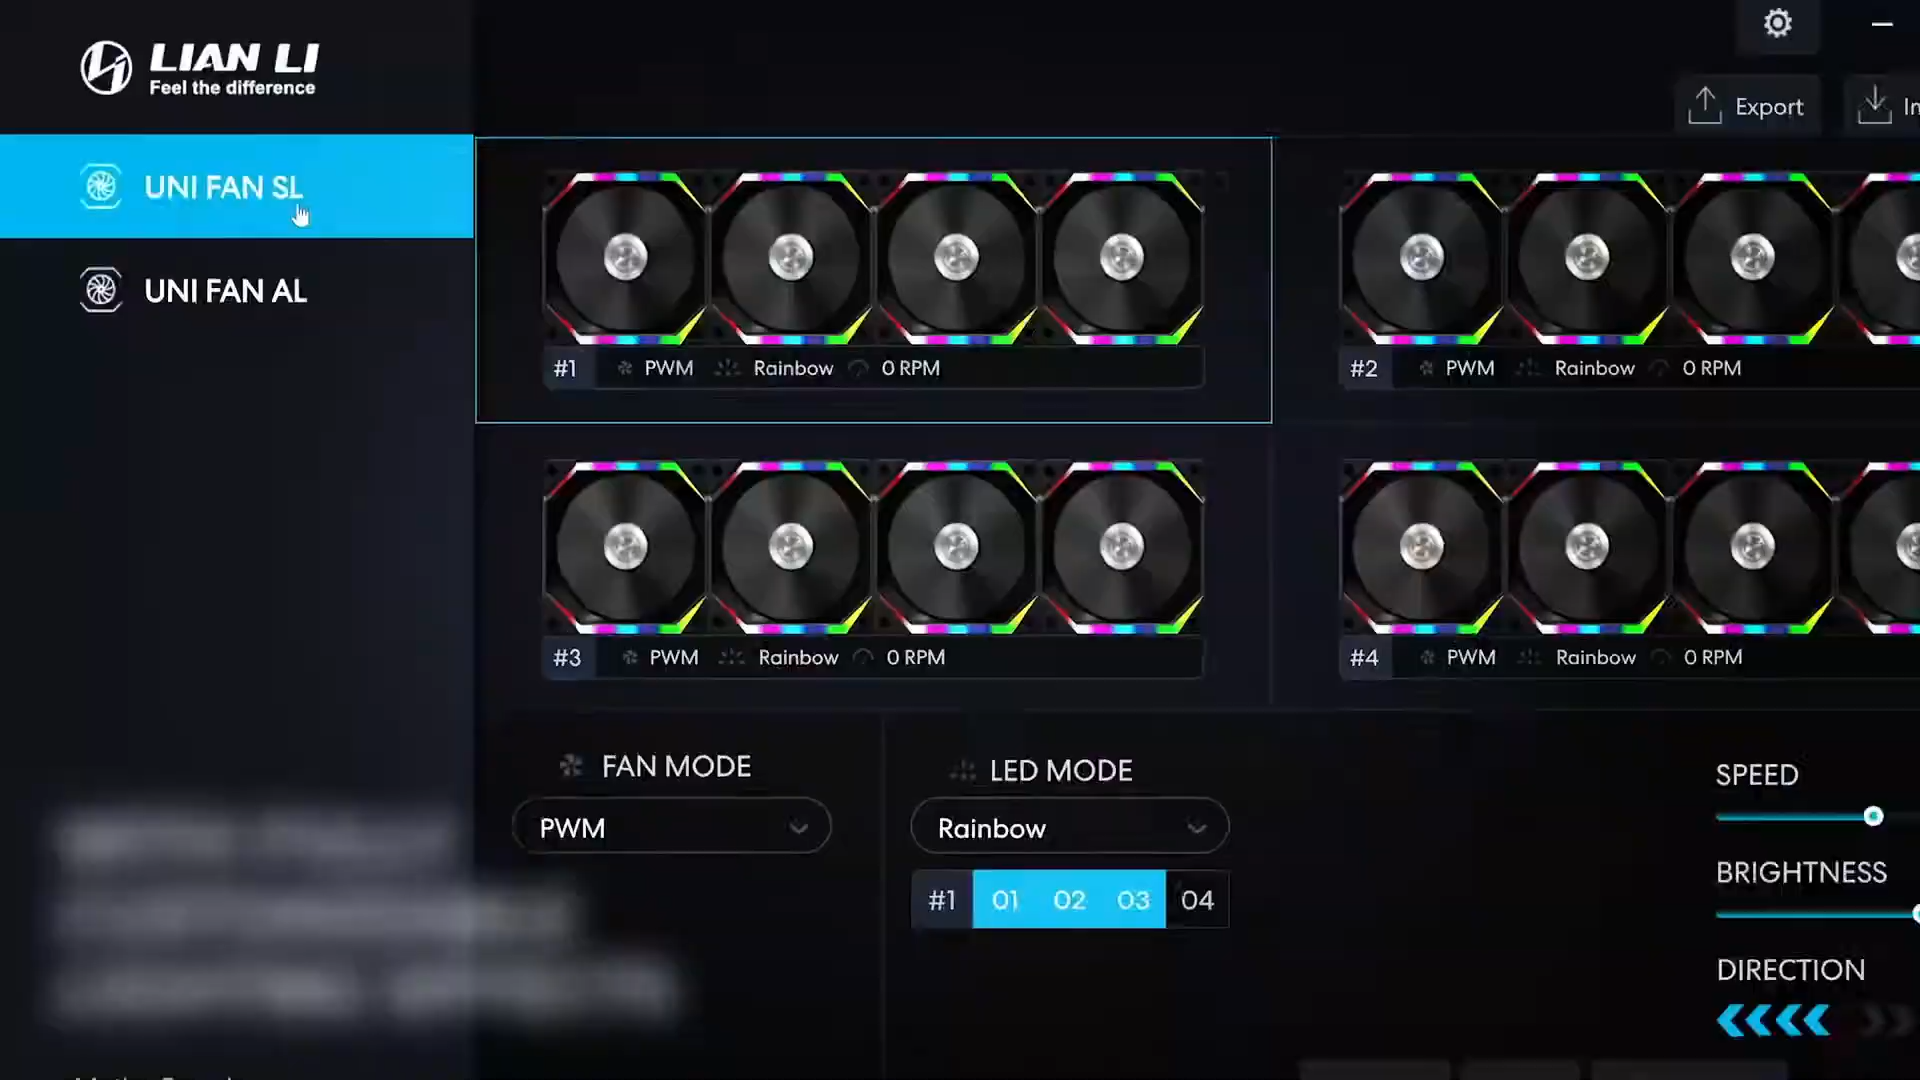 LIAN LI
Feel the difference
Export
UNI FAN SL
UNI FAN AL
#1 PWM Rainbow 0 RPM
#2 PWM Rainbow 0 RPM
#3 PWM Rainbow 0 RPM
#4 PWM Rainbow 0 RPM
FAN MODE
PWM
LED MODE
Rainbow
#1 01 02 03 04
SPEED
BRIGHTNESS
DIRECTION